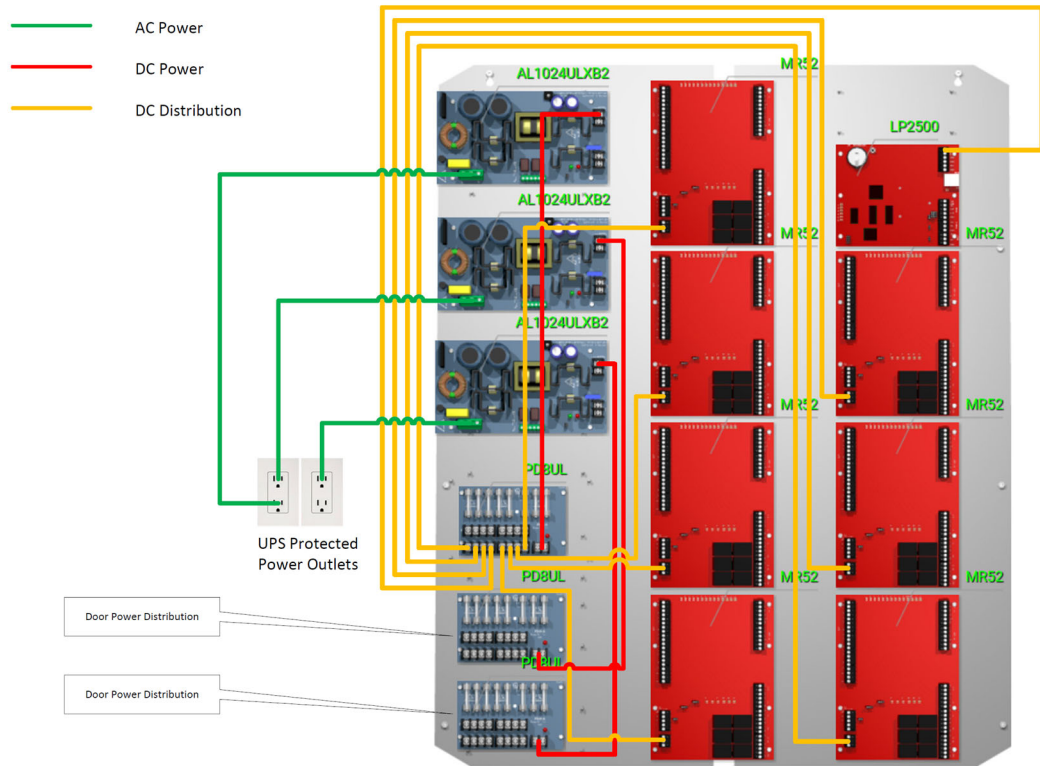 AC Power
DC Power
DC Distribution
AL1024ULXB2
MR52
LP2500
AL1024ULXB2
MR52
MR52
AL1024ULXB2
MR52
MR52
PD8UL
UPS Protected
Power Outlets
PD8UL
MR52
MR52
Door Power Distribution
PD8UL
Door Power Distribution